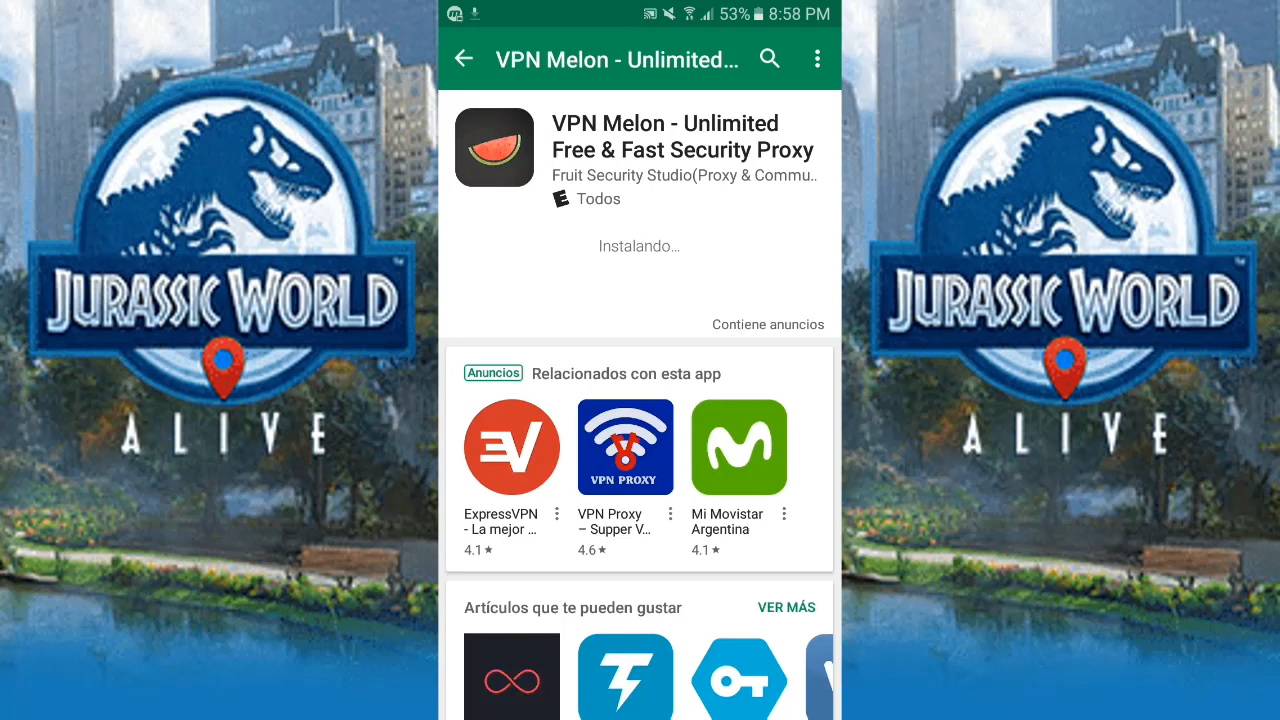 53% 8:58 PM
VPN Melon - Unlimited...
VPN Melon - Unlimited
Free & Fast Security Proxy
Fruit Security Studio(Proxy & Commu..
E Todos
Instalando...
Contiene anuncios
Anuncios Relacionados con esta app
VPN PROXY
ExpressVPN
- La mejor ...
4.1★
VPN Proxy
– Supper V...
4.6★
Mi Movistar
Argentina
4.1★
Artículos que te pueden gustar VER MÁS
JURASSIC WORLD™
ALIVE
JURASSIC WORLD™
ALIVE